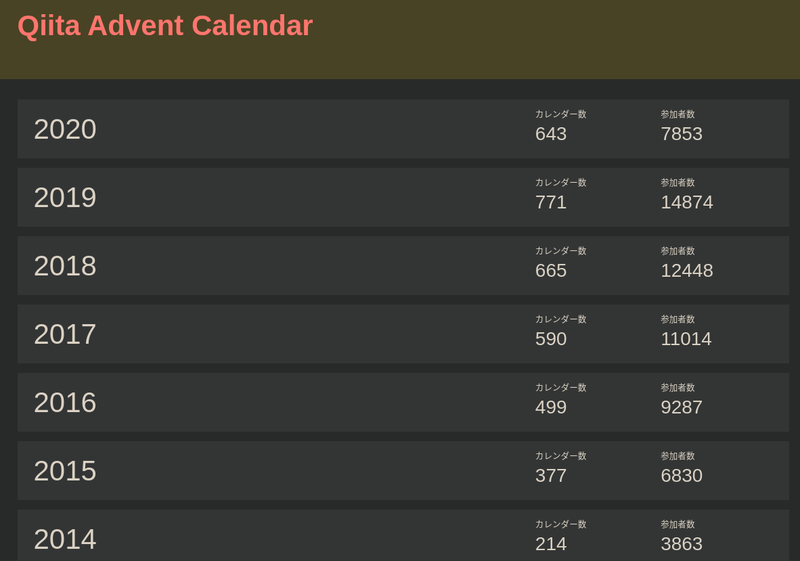 Qiita Advent Calendar
2020
カレンダー数 参加者数
643 7853
2019
カレンダー数 参加者数
771 14874
2018
カレンダー数 参加者数
665 12448
2017
カレンダー数 参加者数
590 11014
2016
カレンダー数 参加者数
499 9287
2015
カレンダー数 参加者数
377 6830
2014
カレンダー数 参加者数
214 3863